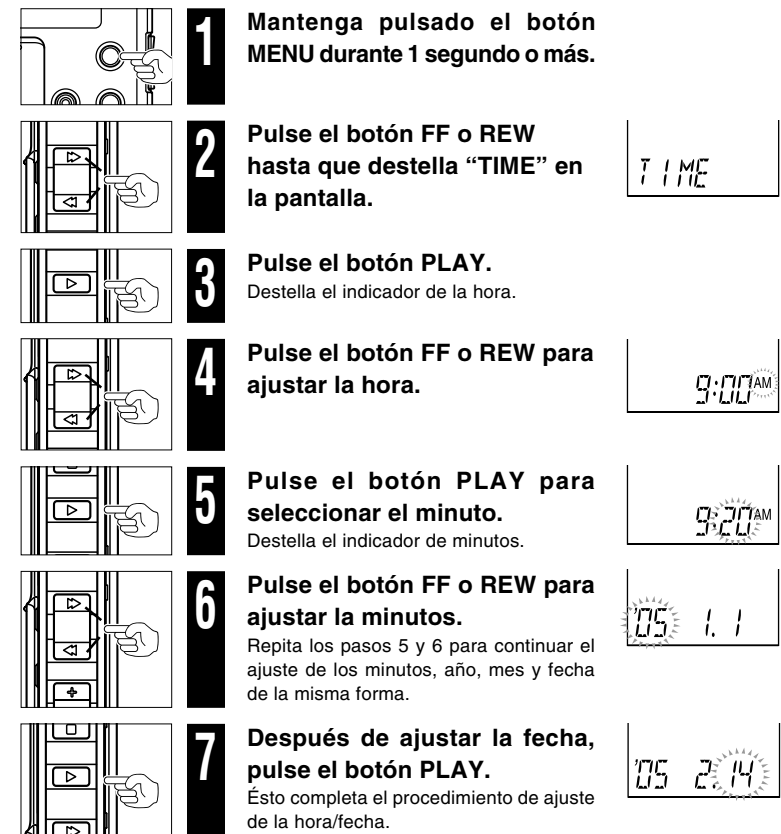 1
Mantenga pulsado el botón
MENU durante 1 segundo o más.
2
Pulse el botón FF o REW
hasta que destella “TIME” en
la pantalla.
TIME
3
Pulse el botón PLAY.
Destella el indicador de la hora.
4
Pulse el botón FF o REW para
ajustar la hora.
9:00 AM
5
Pulse el botón PLAY para
seleccionar el minuto.
Destella el indicador de minutos.
9:20 AM
6
Pulse el botón FF o REW para
ajustar la minutos.
Repita los pasos 5 y 6 para continuar el
ajuste de los minutos, año, mes y fecha
de la misma forma.
'05 1. 1
7
Después de ajustar la fecha,
pulse el botón PLAY.
Ésto completa el procedimiento de ajuste
de la hora/fecha.
'05 2. 14